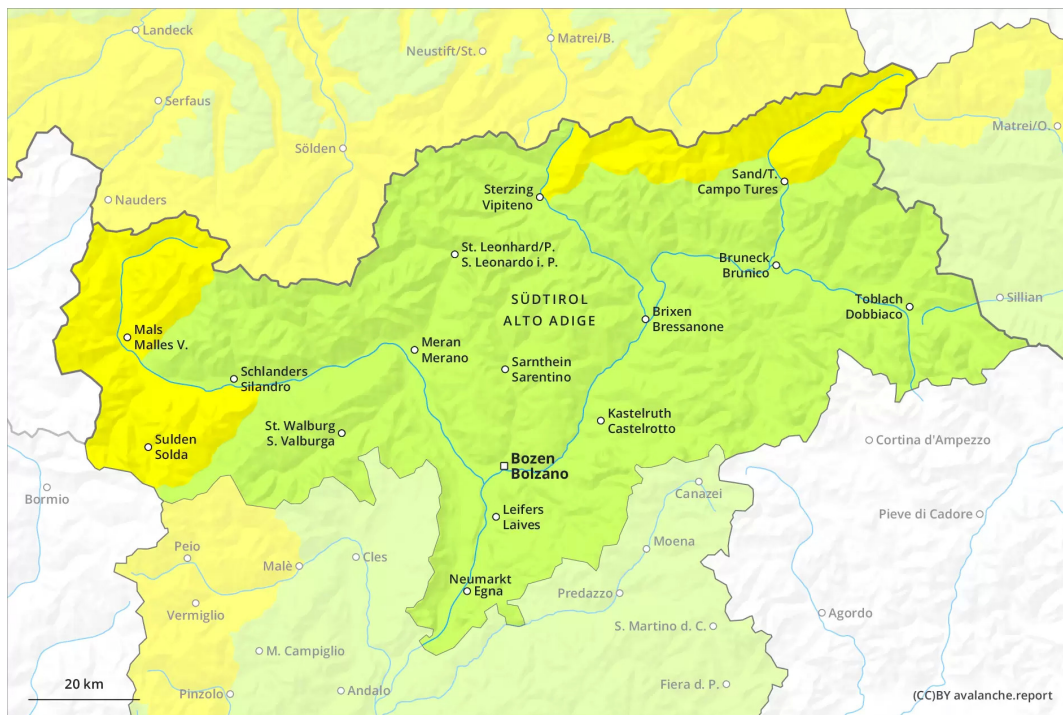 Landeck
Matrei/B.
Neustift/St.
Serfaus
Matrei/O.
Sölden
Sand/T.
Campo Tures
Sterzing
Vipiteno
Nauders
St. Leonhard/P.
S. Leonardo i. P.
Bruneck
Brunico
SÜDTIROL
ALTO ADIGE
Toblach
Dobbiaco
Sillian
Brixen
Bressanone
Mals
Malles V.
Meran
Merano
Sarnthein
Sarentino
Schlanders
Silandro
Kastelruth
Castelrotto
St. Walburg
S. Valburga
Sulden
Solda
Cortina d'Ampezzo
Bozen
Bolzano
Bormio
Canazei
Leifers
Laives
Pieve di Cadore
Moena
Peio
Cles
Malè
Neumarkt
Egna
Predazzo
Vermiglio
Agordo
S. Martino d. C.
M. Campiglio
20 km
Pinzolo
Andalo
Fiera d. P.
(CC)BY avalanche.report